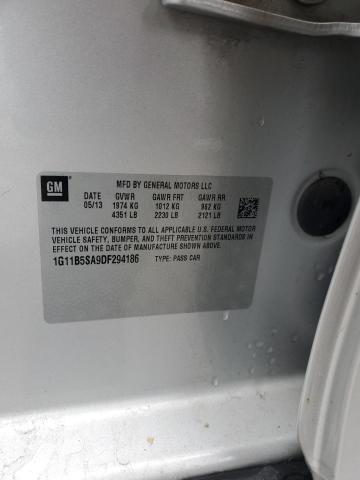 GM
MFD BY GENERAL MOTORS LLC
DATE GVWR GAWR FRT GAWR RR
05/13 1974 KG 1012 KG 962 KG
4351 LB 2230 LB 2121 LB
THIS VEHICLE CONFORMS TO ALL APPLICABLE U.S. FEDERAL MOTOR
VEHICLE SAFETY, BUMPER, AND THEFT PREVENTION STANDARDS
IN EFFECT ON THE DATE OF MANUFACTURE SHOWN ABOVE.
1G11B5SA9DF294186 TYPE: PASS CAR